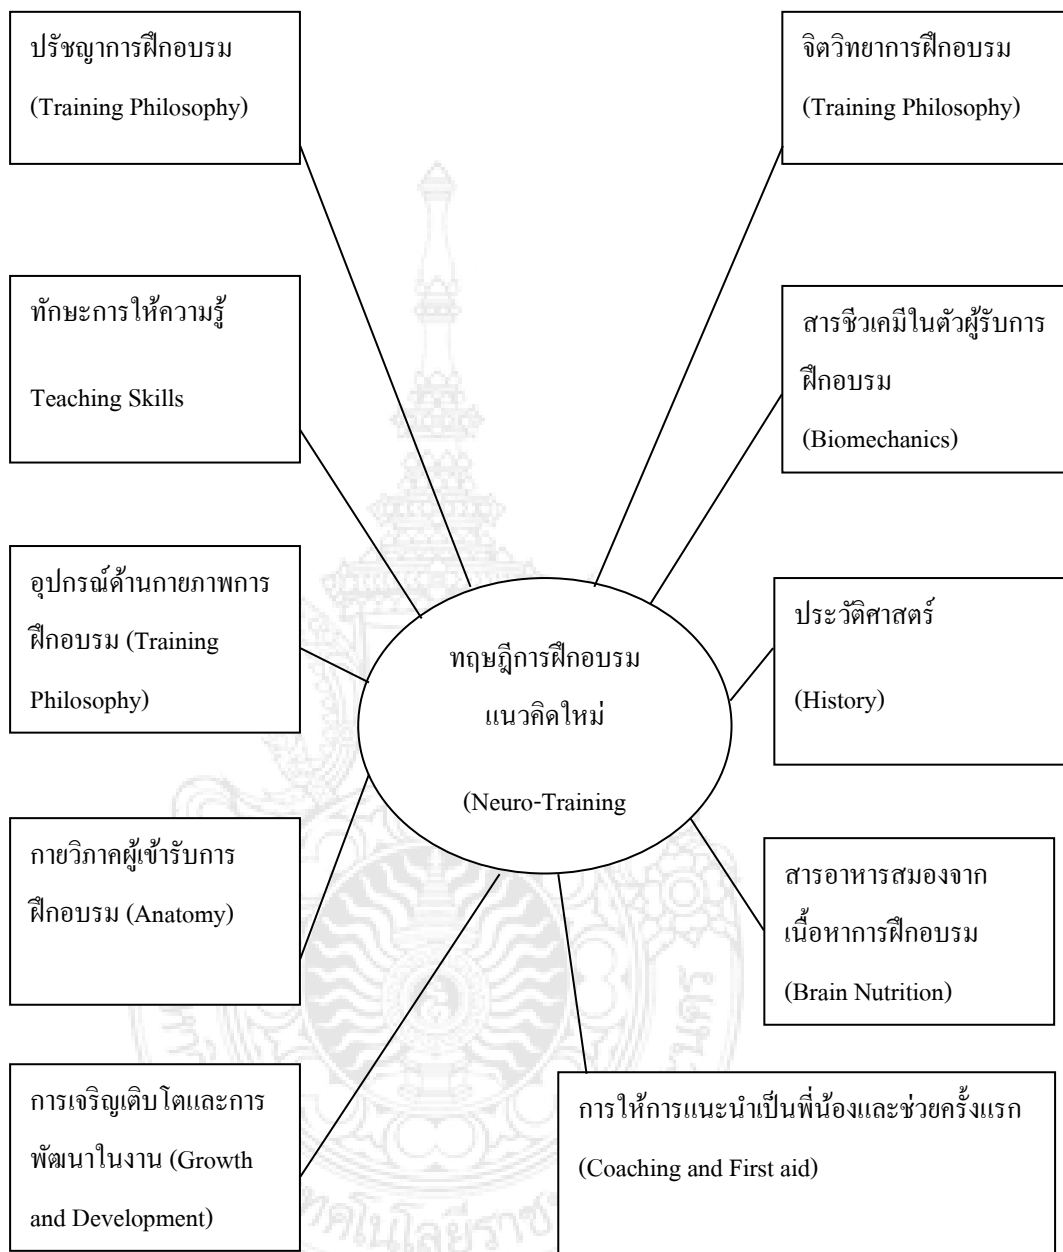 ปรัชญาการฝึกอบรม
(Training Philosophy)
จิตวิทยาการฝึกอบรม
(Training Philosophy)
ทักษะการให้ความรู้
Teaching Skills
สารชีวเคมีในตัวผู้รับการ
ฝึกอบรม
(Biomechanics)
อุปกรณ์ด้านกายภาพการ
ฝึกอบรม (Training
Philosophy)
ทฤษฎีการฝึกอบรม
แนวคิดใหม่
(Neuro-Training
ประวัติศาสตร์
(History)
กายวิภาคผู้เข้ารับการ
ฝึกอบรม (Anatomy)
สารอาหารสมองจาก
เนื้อหาการฝึกอบรม
(Brain Nutrition)
การเจริญเติบโตและการ
พัฒนาในงาน (Growth
and Development)
การให้การแนะนำเป็นพี่น้องและช่วยครั้งแรก
(Coaching and First aid)